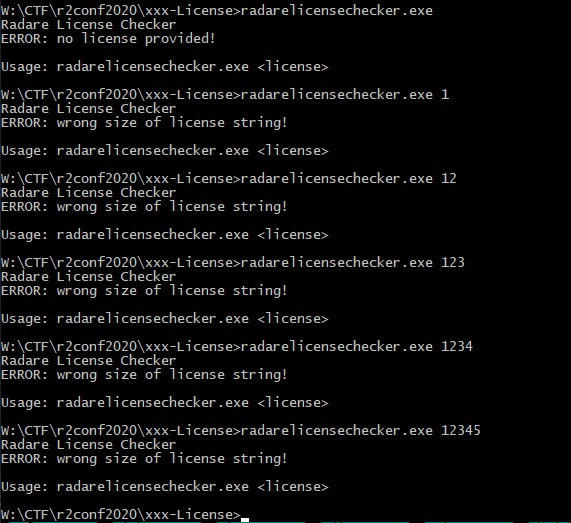 W:\CTF\r2conf2020\xxx-License>radarelicensechecker.exe
Radare License Checker
ERROR: no license provided!
Usage: radarelicensechecker.exe <license>
W:\CTF\r2conf2020\xxx-License>radarelicensechecker.exe 1
Radare License Checker
ERROR: wrong size of license string!
Usage: radarelicensechecker.exe <license>
W:\CTF\r2conf2020\xxx-License>radarelicensechecker.exe 12
Radare License Checker
ERROR: wrong size of license string!
Usage: radarelicensechecker.exe <license>
W:\CTF\r2conf2020\xxx-License>radarelicensechecker.exe 123
Radare License Checker
ERROR: wrong size of license string!
Usage: radarelicensechecker.exe <license>
W:\CTF\r2conf2020\xxx-License>radarelicensechecker.exe 1234
Radare License Checker
ERROR: wrong size of license string!
Usage: radarelicensechecker.exe <license>
W:\CTF\r2conf2020\xxx-License>radarelicensechecker.exe 12345
Radare License Checker
ERROR: wrong size of license string!
Usage: radarelicensechecker.exe <license>
W:\CTF\r2conf2020\xxx-License>